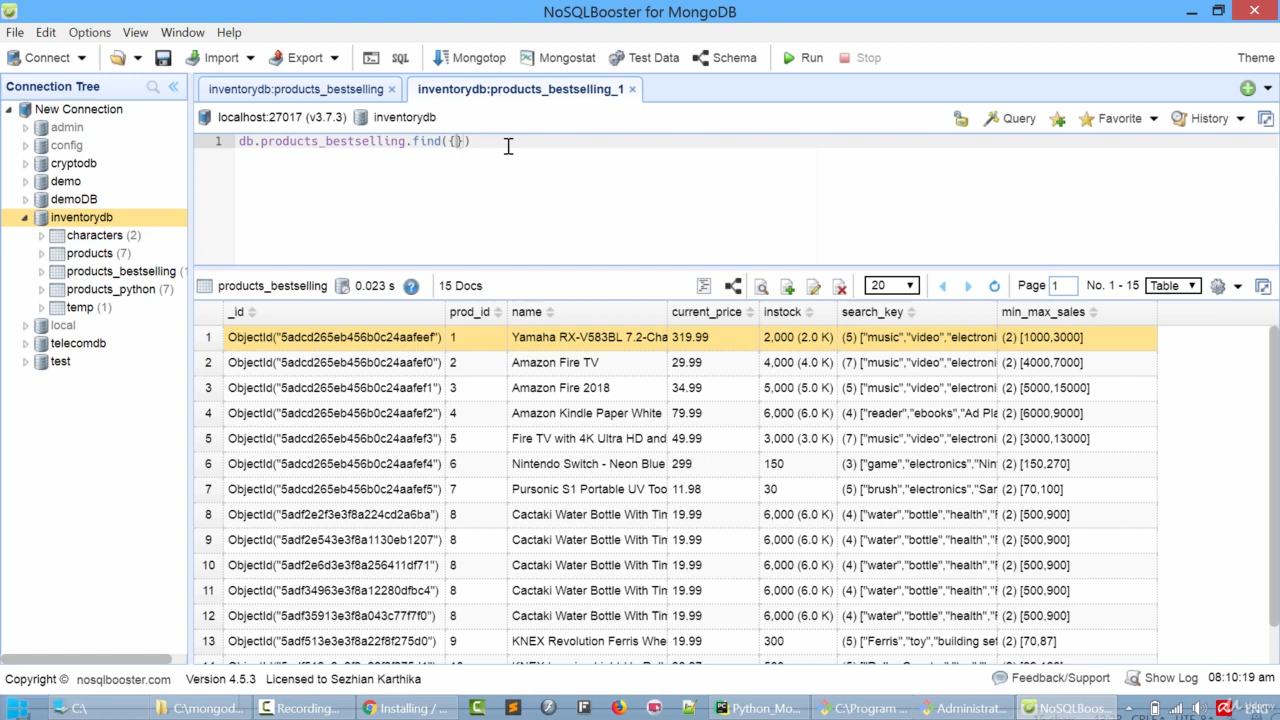 NoSQLBooster for MongoDB
File Edit Options View Window Help
Connect Import Export SQL Mongotop Mongostat Test Data Schema Run Stop Theme
Connection Tree
inventorydb:products_bestselling × inventorydb:products_bestselling_1 ×
New Connection
localhost:27017 (v3.7.3) inventorydb Query Favorite History
admin
1 db.products_bestselling.find({})
config
cryptodb
demo
demoDB
inventorydb
characters (2)
products (7)
products_bestselling (1
products_python (7)
temp (1)
local
telecomdb
test
products_bestselling 0.023 s ? 15 Docs 20 Page 1 No. 1 - 15 Table
_id prod_id name current_price instock search_key min_max_sales
1 ObjectId("5adcd265eb456b0c24aafeef") 1 Yamaha RX-V583BL 7.2-Cha 319.99 2,000 (2.0 K) (5) ["music","video","electroni (2) [1000,3000]
2 ObjectId("5adcd265eb456b0c24aafef0") 2 Amazon Fire TV 29.99 4,000 (4.0 K) (7) ["music","video","electroni (2) [4000,7000]
3 ObjectId("5adcd265eb456b0c24aafef1") 3 Amazon Fire 2018 34.99 5,000 (5.0 K) (5) ["music","video","electroni (2) [5000,15000]
4 ObjectId("5adcd265eb456b0c24aafef2") 4 Amazon Kindle Paper White 79.99 6,000 (6.0 K) (4) ["reader","ebooks","Ad Pla (2) [6000,9000]
5 ObjectId("5adcd265eb456b0c24aafef3") 5 Fire TV with 4K Ultra HD and 49.99 3,000 (3.0 K) (7) ["music","video","electroni (2) [3000,13000]
6 ObjectId("5adcd265eb456b0c24aafef4") 6 Nintendo Switch - Neon Blue 299 150 (3) ["game","electronics","Nin (2) [150,270]
7 ObjectId("5adcd265eb456b0c24aafef5") 7 Pursonic S1 Portable UV Too 11.98 30 (5) ["brush","electronics","Sar (2) [70,100]
8 ObjectId("5adf2e2f3e3f8a224cd2a6ba") 8 Cactaki Water Bottle With Tim 19.99 6,000 (6.0 K) (4) ["water","bottle","health","F (2) [500,900]
9 ObjectId("5adf2e543e3f8a1130eb1207") 8 Cactaki Water Bottle With Tim 19.99 6,000 (6.0 K) (4) ["water","bottle","health","F (2) [500,900]
10 ObjectId("5adf2e6d3e3f8a256411df71") 8 Cactaki Water Bottle With Tim 19.99 6,000 (6.0 K) (4) ["water","bottle","health","F (2) [500,900]
11 ObjectId("5adf34963e3f8a12280dfbc4") 8 Cactaki Water Bottle With Tim 19.99 6,000 (6.0 K) (4) ["water","bottle","health","F (2) [500,900]
12 ObjectId("5adf35913e3f8a043c77f7f0") 8 Cactaki Water Bottle With Tim 19.99 6,000 (6.0 K) (4) ["water","bottle","health","F (2) [500,900]
13 ObjectId("5adf513e3e3f8a22f8f275d0") 9 KNEX Revolution Ferris Whe 19.99 300 (5) ["Ferris","toy","building set (2) [70,87]
Copyright © nosqlbooster.com Version 4.5.3 Licensed to Sezhian Karthika Feedback/Support Show Log 08:10:19 am
C:\ C:\mongod... Recording... Installing /... Python_Mo... C:\Program ... Administrat... NoSQLBoos... ENG